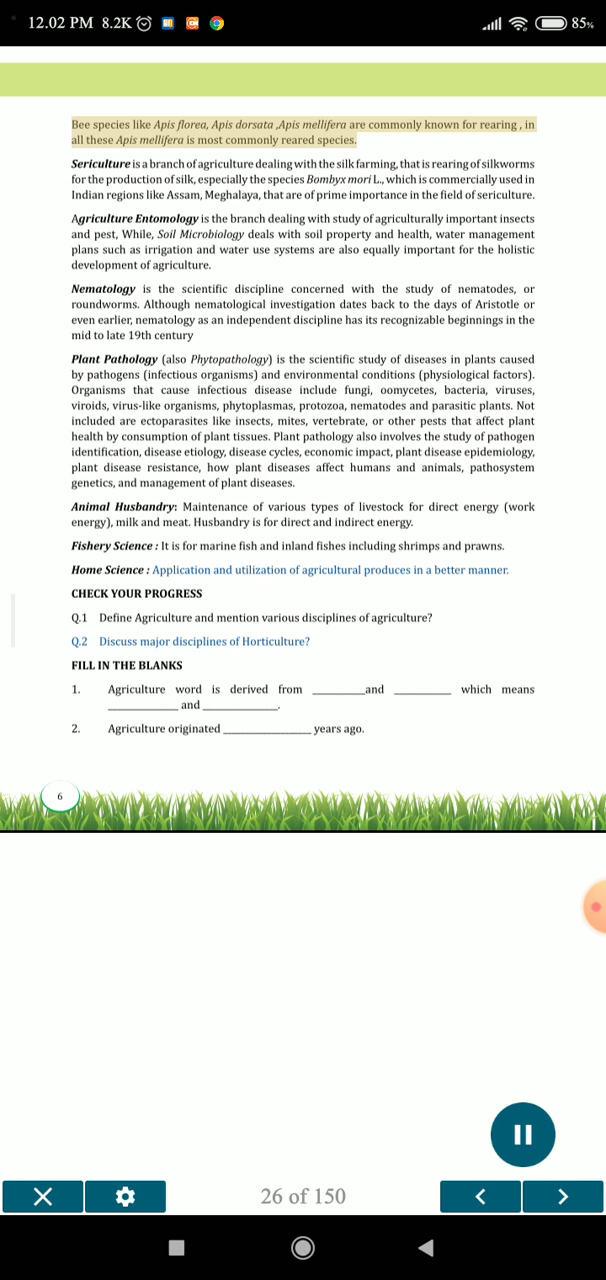 12.02 PM 8.2K
85%
Bee species like Apis florea, Apis dorsata ,Apis mellifera are commonly known for rearing , in
all these Apis mellifera is most commonly reared species.
Sericulture is a branch of agriculture dealing with the silk farming, that is rearing of silkworms
for the production of silk, especially the species Bombyx mori L., which is commercially used in
Indian regions like Assam, Meghalaya, that are of prime importance in the field of sericulture.
Agriculture Entomology is the branch dealing with study of agriculturally important insects
and pest, While, Soil Microbiology deals with soil property and health, water management
plans such as irrigation and water use systems are also equally important for the holistic
development of agriculture.
Nematology is the scientific discipline concerned with the study of nematodes, or
roundworms. Although nematological investigation dates back to the days of Aristotle or
even earlier, nematology as an independent discipline has its recognizable beginnings in the
mid to late 19th century
Plant Pathology (also Phytopathology) is the scientific study of diseases in plants caused
by pathogens (infectious organisms) and environmental conditions (physiological factors).
Organisms that cause infectious disease include fungi, oomycetes, bacteria, viruses,
viroids, virus-like organisms, phytoplasmas, protozoa, nematodes and parasitic plants. Not
included are ectoparasites like insects, mites, vertebrate, or other pests that affect plant
health by consumption of plant tissues. Plant pathology also involves the study of pathogen
identification, disease etiology, disease cycles, economic impact, plant disease epidemiology,
plant disease resistance, how plant diseases affect humans and animals, pathosystem
genetics, and management of plant diseases.
Animal Husbandry: Maintenance of various types of livestock for direct energy (work
energy), milk and meat. Husbandry is for direct and indirect energy.
Fishery Science : It is for marine fish and inland fishes including shrimps and prawns.
Home Science : Application and utilization of agricultural produces in a better manner.
CHECK YOUR PROGRESS
Q.1 Define Agriculture and mention various disciplines of agriculture?
Q.2 Discuss major disciplines of Horticulture?
FILL IN THE BLANKS
1. Agriculture word is derived from __________and ___________ which means
_____________ and ______________.
2. Agriculture originated ________________ years ago.
6
26 of 150